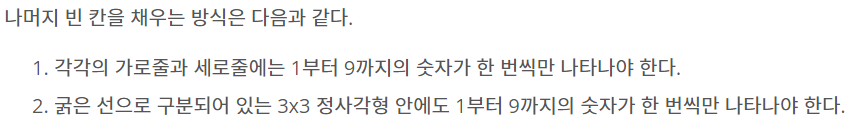 나머지 빈 칸을 채우는 방식은 다음과 같다.
1. 각각의 가로줄과 세로줄에는 1부터 9까지의 숫자가 한 번씩만 나타나야 한다.
2. 굵은 선으로 구분되어 있는 3x3 정사각형 안에도 1부터 9까지의 숫자가 한 번씩만 나타나야 한다.